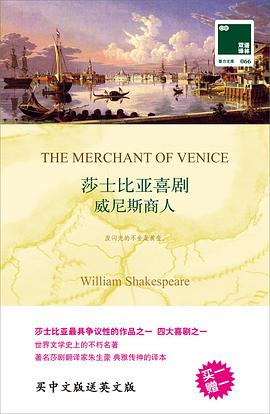 双语
译林
壹力文库 066
THE MERCHANT OF VENICE
莎士比亚喜剧
威尼斯商人
发闪光的不全是黄金。
William Shakespeare
莎士比亚最具争议性的作品之一 四大喜剧之一
世界文学史上的不朽名著
著名莎剧翻译家朱生豪 典雅传神的译本
买中文版送英文版
买一
赠一